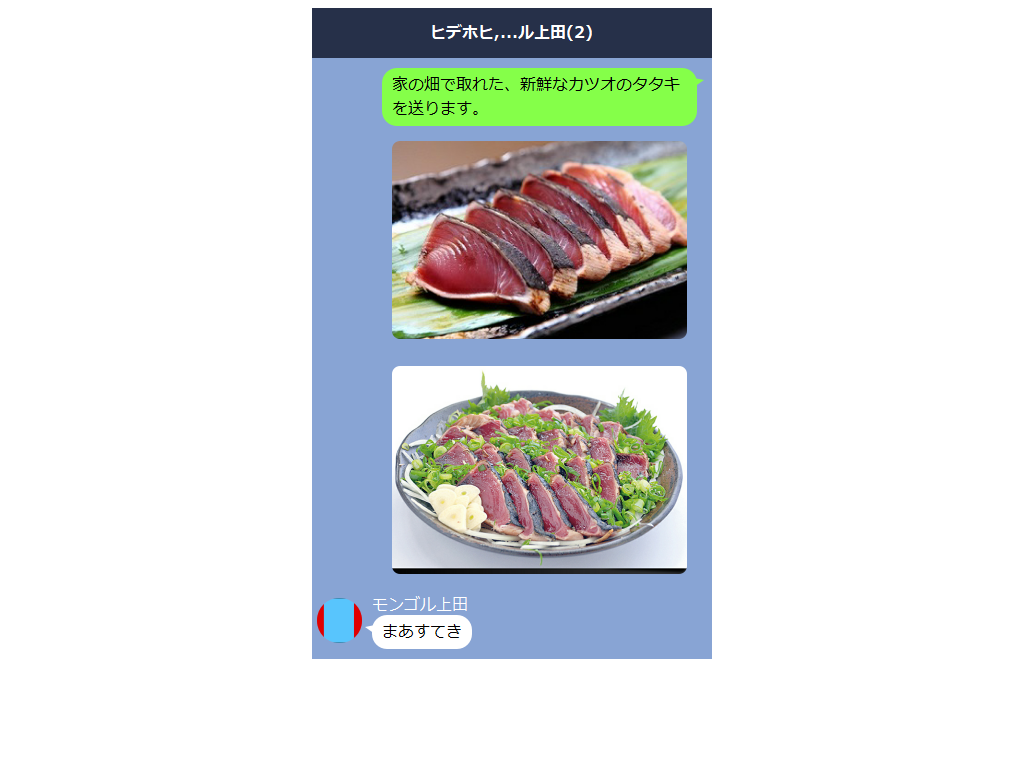 ヒデホヒ,...ル上田(2)
家の畑で取れた、新鮮なカツオのタタキ
を送ります。
モンゴル上田
まあすてき